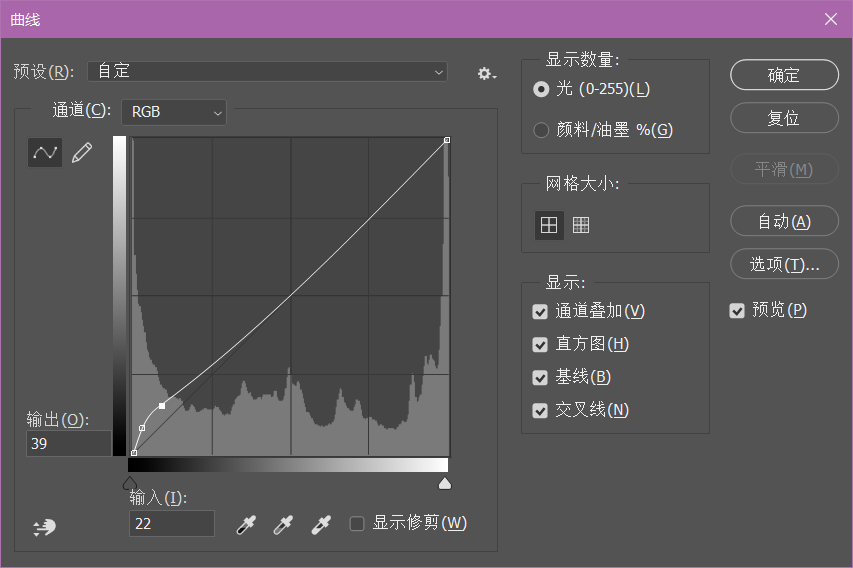 曲线
预设(R): 自定
通道(C): RGB
输出(O):
39
输入(I):
22
显示修剪(W)
显示数量:
光 (0-255)(L)
颜料/油墨 %(G)
网格大小:
显示:
通道叠加(V)
直方图(H)
基线(B)
交叉线(N)
确定
复位
平滑(M)
自动(A)
选项(T)...
预览(P)